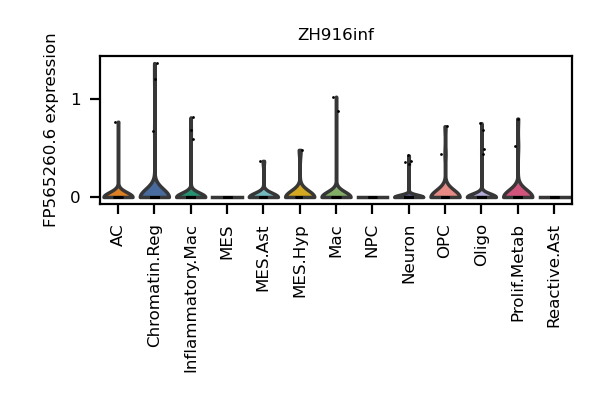 ZH916inf
FP565260.6 expression
1
0
AC
Chromatin.Reg
Inflammatory.Mac
MES
MES.Ast
MES.Hyp
Mac
NPC
Neuron
OPC
Oligo
Prolif.Metab
Reactive.Ast